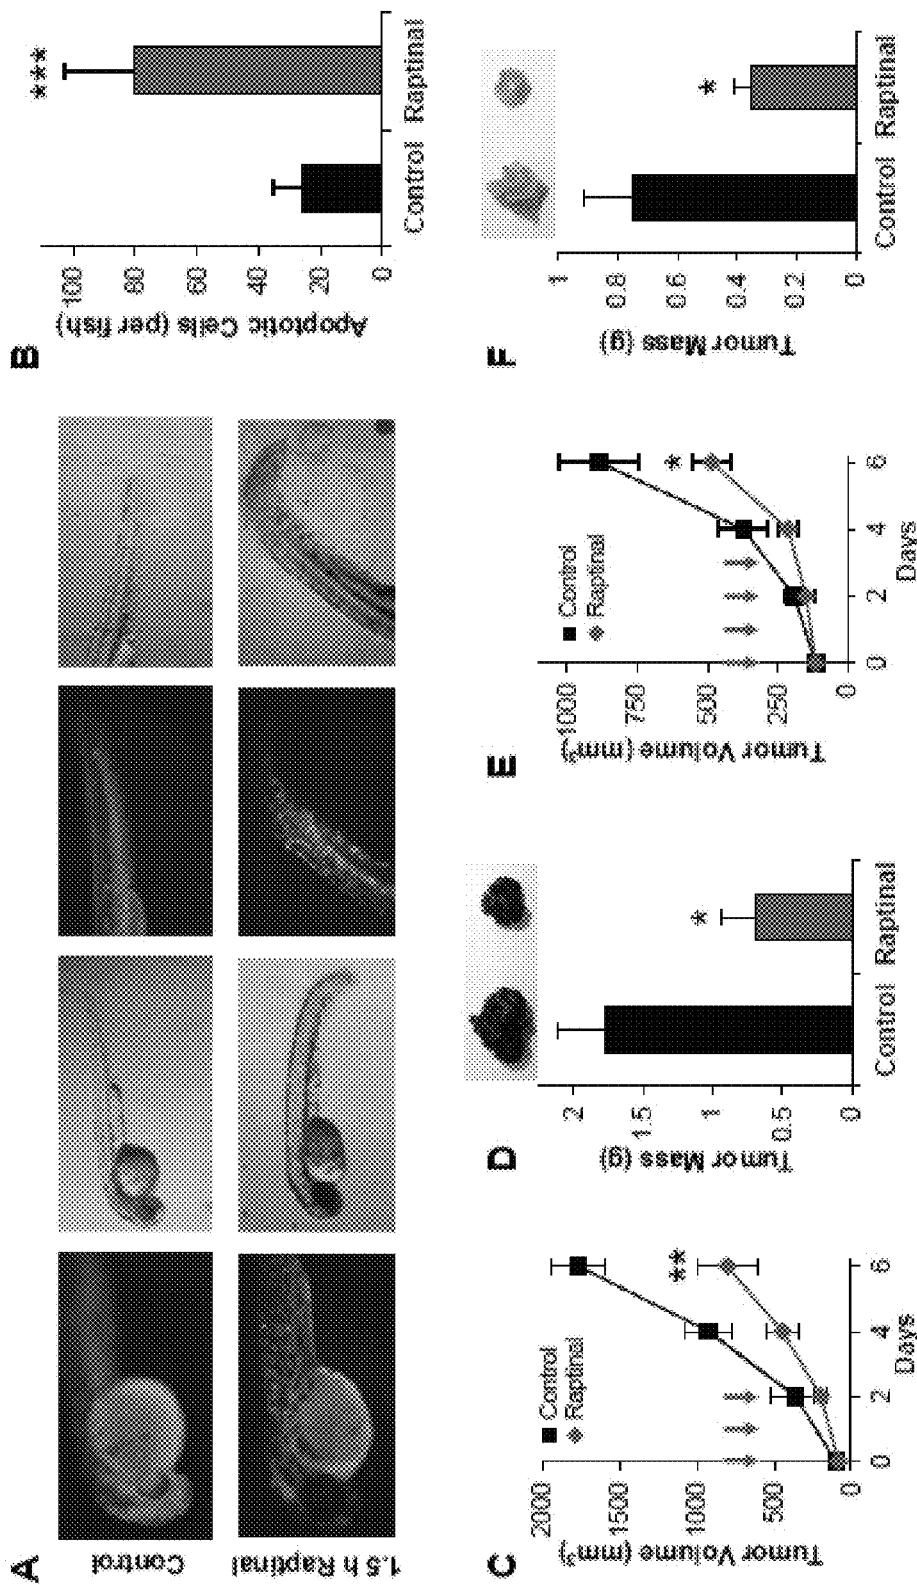 A
Control
1.5 h Raptinal
B
Apoptotic Cells (per fish)
100
80
60
40
20
0
***
Control Raptinal
C
Tumor Volume (mm³)
2000
1500
1000
500
0
Control
Raptinal
**
0 2 4 6
Days
D
Tumor Mass (g)
2
1.5
1
0.5
0
*
Control Raptinal
E
Tumor Volume (mm³)
1000
750
500
250
0
Control
Raptinal
*
0 2 4 6
Days
F
Tumor Mass (g)
1
0.8
0.6
0.4
0.2
0
*
Control Raptinal